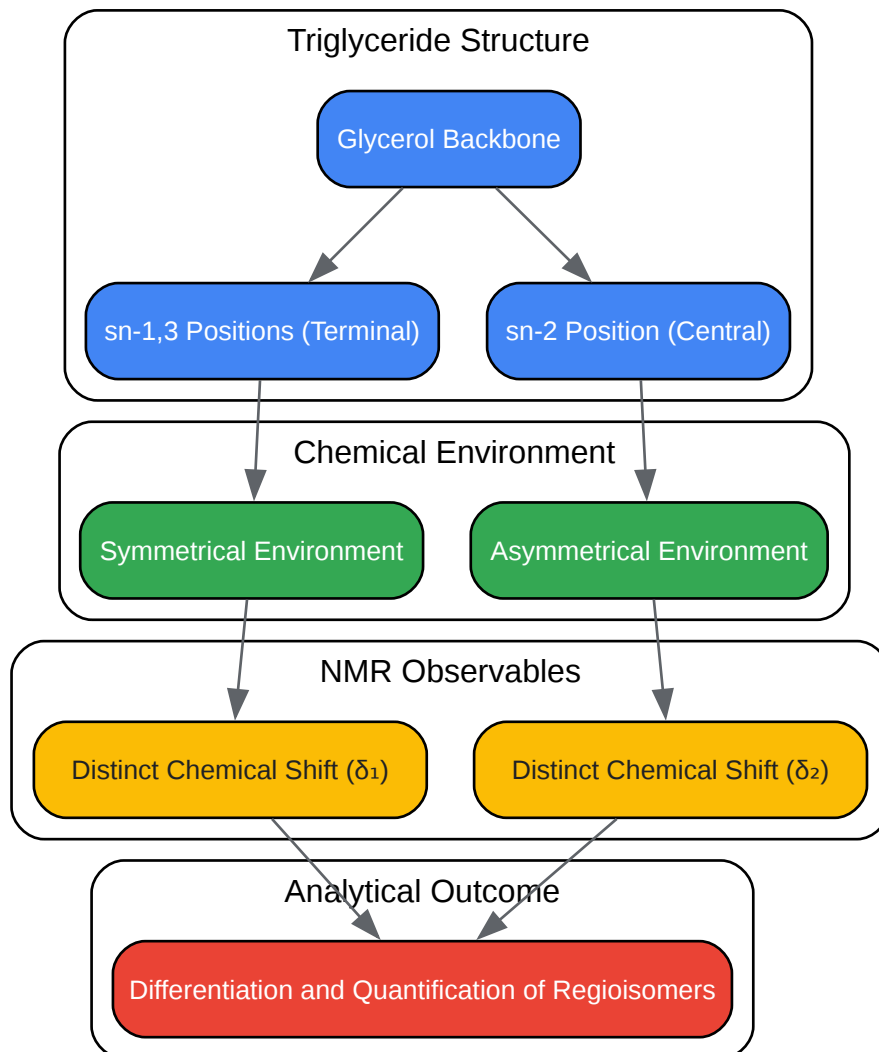 Triglyceride Structure
Glycerol Backbone
sn-1,3 Positions (Terminal)
sn-2 Position (Central)
Chemical Environment
Symmetrical Environment
Asymmetrical Environment
NMR Observables
Distinct Chemical Shift (δ₁)
Distinct Chemical Shift (δ₂)
Analytical Outcome
Differentiation and Quantification of Regioisomers